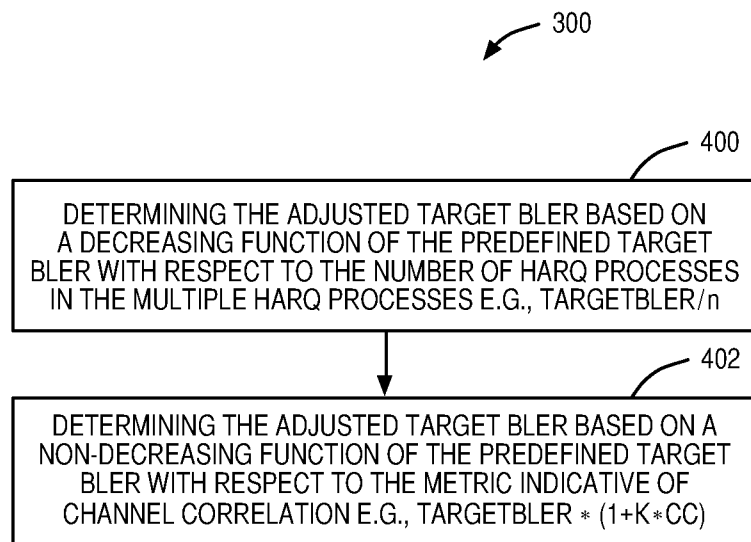 300
400
DETERMINING THE ADJUSTED TARGET BLER BASED ON
A DECREASING FUNCTION OF THE PREDEFINED TARGET
BLER WITH RESPECT TO THE NUMBER OF HARQ PROCESSES
IN THE MULTIPLE HARQ PROCESSES E.G., TARGETBLER/n
402
DETERMINING THE ADJUSTED TARGET BLER BASED ON A
NON-DECREASING FUNCTION OF THE PREDEFINED TARGET
BLER WITH RESPECT TO THE METRIC INDICATIVE OF
CHANNEL CORRELATION E.G., TARGETBLER * (1+K*CC)